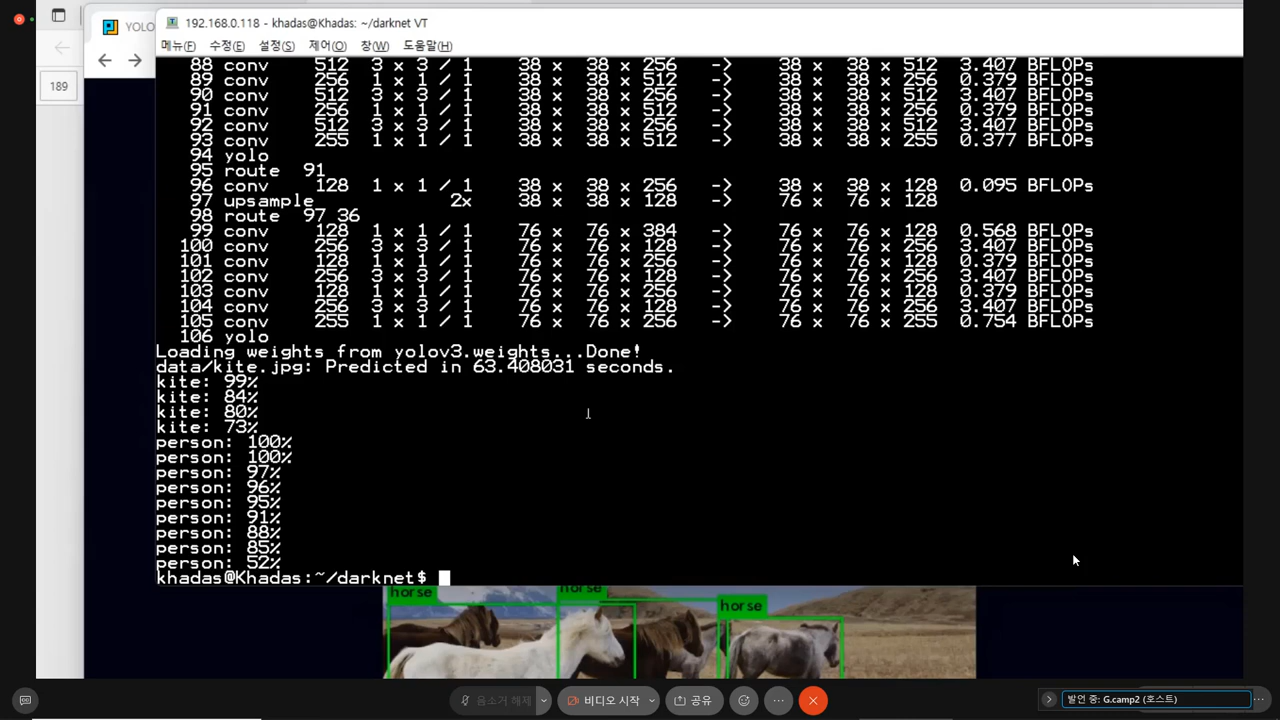 YOLO
192.168.0.118 - khadas@Khadas: ~/darknet VT
메뉴(F) 수정(E) 설정(S) 제어(O) 창(W) 도움말(H)
189
88 conv 512 3 x 3 / 1 38 x 38 x 256 -> 38 x 38 x 512 3.407 BFLOPs
89 conv 256 1 x 1 / 1 38 x 38 x 512 -> 38 x 38 x 256 0.379 BFLOPs
90 conv 512 3 x 3 / 1 38 x 38 x 256 -> 38 x 38 x 512 3.407 BFLOPs
91 conv 256 1 x 1 / 1 38 x 38 x 512 -> 38 x 38 x 256 0.379 BFLOPs
92 conv 512 3 x 3 / 1 38 x 38 x 256 -> 38 x 38 x 512 3.407 BFLOPs
93 conv 255 1 x 1 / 1 38 x 38 x 512 -> 38 x 38 x 255 0.377 BFLOPs
94 yolo
95 route 91
96 conv 128 1 x 1 / 1 38 x 38 x 256 -> 38 x 38 x 128 0.095 BFLOPs
97 upsample 2x 38 x 38 x 128 -> 76 x 76 x 128
98 route 97 36
99 conv 128 1 x 1 / 1 76 x 76 x 384 -> 76 x 76 x 128 0.568 BFLOPs
100 conv 256 3 x 3 / 1 76 x 76 x 128 -> 76 x 76 x 256 3.407 BFLOPs
101 conv 128 1 x 1 / 1 76 x 76 x 256 -> 76 x 76 x 128 0.379 BFLOPs
102 conv 256 3 x 3 / 1 76 x 76 x 128 -> 76 x 76 x 256 3.407 BFLOPs
103 conv 128 1 x 1 / 1 76 x 76 x 256 -> 76 x 76 x 128 0.379 BFLOPs
104 conv 256 3 x 3 / 1 76 x 76 x 128 -> 76 x 76 x 256 3.407 BFLOPs
105 conv 255 1 x 1 / 1 76 x 76 x 256 -> 76 x 76 x 255 0.754 BFLOPs
106 yolo
Loading weights from yolov3.weights...Done!
data/kite.jpg: Predicted in 63.408031 seconds.
kite: 99%
kite: 84%
kite: 80%
kite: 73%
person: 100%
person: 100%
person: 97%
person: 96%
person: 95%
person: 91%
person: 88%
person: 85%
person: 52%
khadas@Khadas:~/darknet$
horse horse horse
음소거 해제 비디오 시작 공유 발언 중: G.camp2 (호스트)